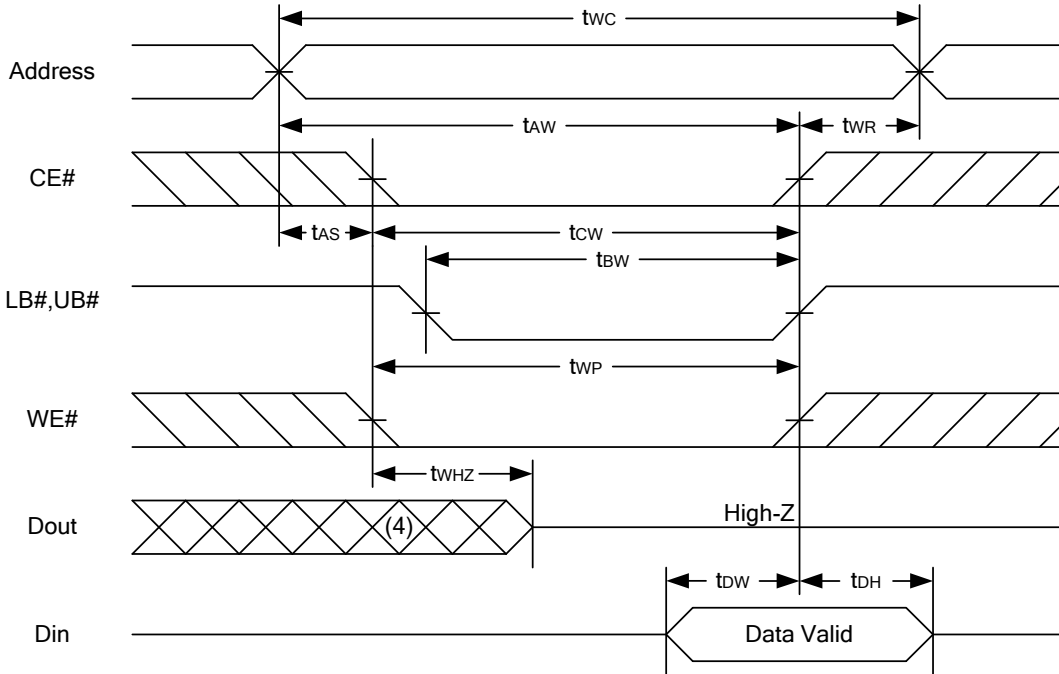 tWC
Address
tAW
tWR
CE#
tAS
tCW
tBW
LB#,UB#
tWP
WE#
tWHZ
Dout
(4)
High-Z
tDW
tDH
Din
Data Valid